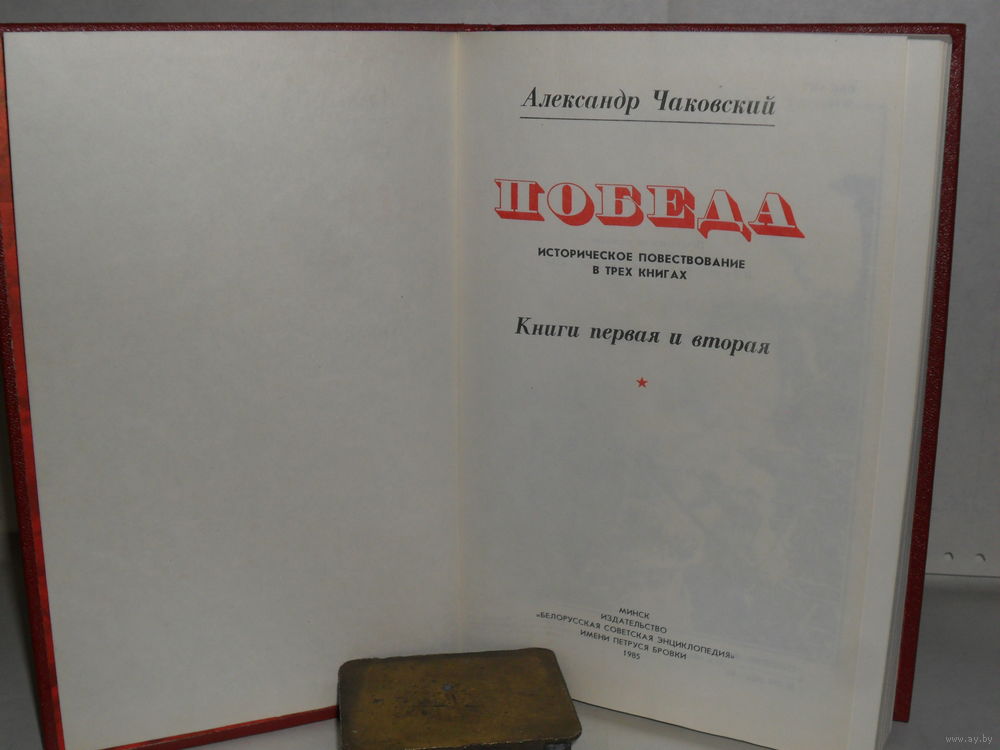 Александр Чаковский
ПОБЕДА
ИСТОРИЧЕСКОЕ ПОВЕСТВОВАНИЕ
В ТРЕХ КНИГАХ
Книги первая и вторая
МИНСК
ИЗДАТЕЛЬСТВО
«БЕЛОРУССКАЯ СОВЕТСКАЯ ЭНЦИКЛОПЕДИЯ»
ИМЕНИ ПЕТРУСЯ БРОВКИ
1985
www.ay.by